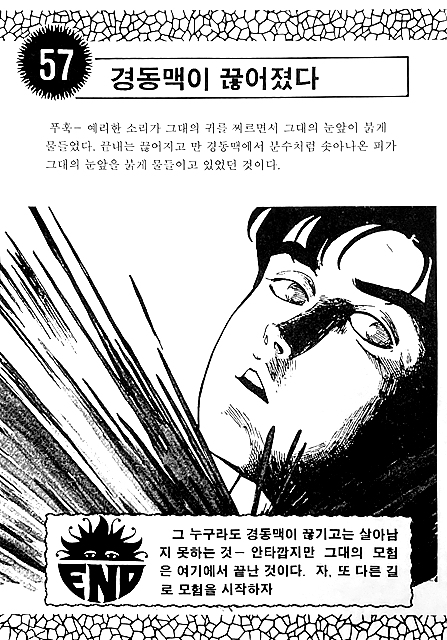 57
경동맥이 끊어졌다
푸훅— 예리한 소리가 그대의 귀를 찌르면서 그대의 눈앞이 붉게
물들었다. 끝내는 끊어지고 만 경동맥에서 분수처럼 솟아나온 피가
그대의 눈앞을 붉게 물들이고 있었던 것이다.
그 누구라도 경동맥이 끊기고는 살아남
지 못하는 것— 안타깝지만 그대의 모험
은 여기에서 끝난 것이다. 자, 또 다른 길
로 모험을 시작하자
END